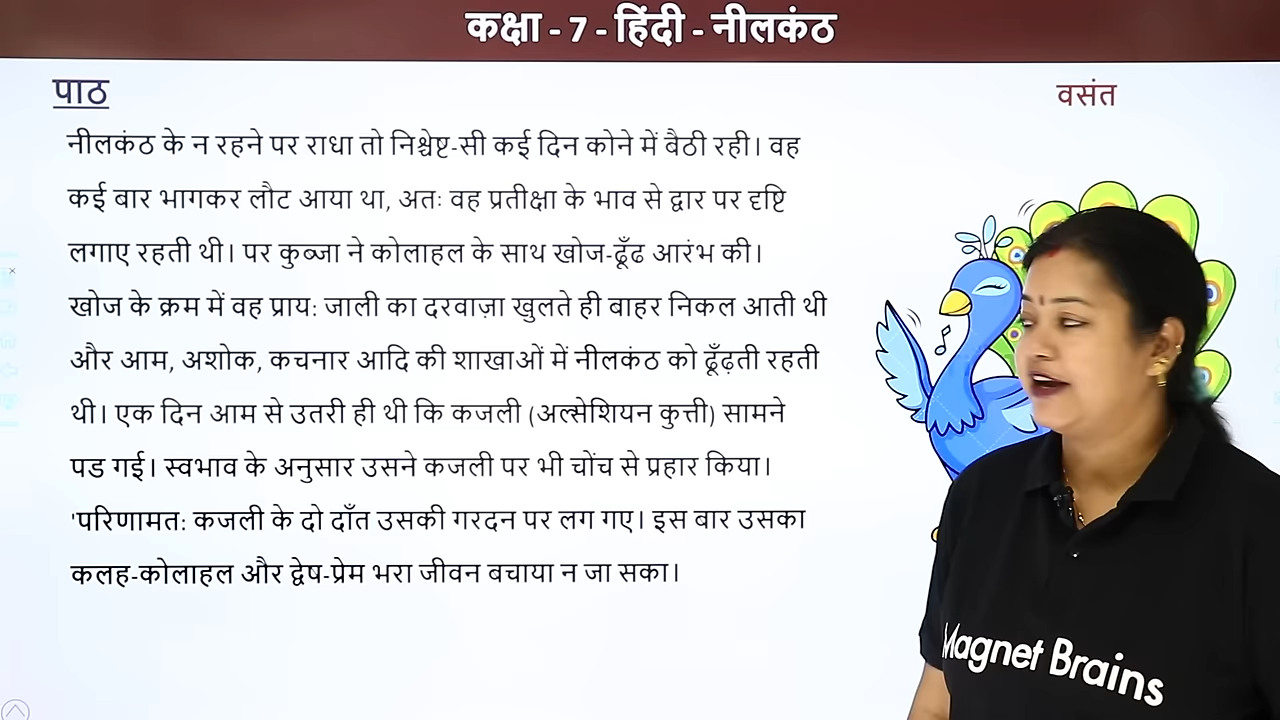 कक्षा - 7 - हिंदी - नीलकंठ
पाठ
वसंत
नीलकंठ के न रहने पर राधा तो निश्चेष्ट-सी कई दिन कोने में बैठी रही। वह
कई बार भागकर लौट आया था, अतः वह प्रतीक्षा के भाव से द्वार पर दृष्टि
लगाए रहती थी। पर कुब्जा ने कोलाहल के साथ खोज-ढूँढ आरंभ की।
खोज के क्रम में वह प्राय: जाली का दरवाज़ा खुलते ही बाहर निकल आती थी
और आम, अशोक, कचनार आदि की शाखाओं में नीलकंठ को ढूँढ़ती रहती
थी। एक दिन आम से उतरी ही थी कि कजली (अल्सेशियन कुत्ती) सामने
पड गई। स्वभाव के अनुसार उसने कजली पर भी चोंच से प्रहार किया।
'परिणामत: कजली के दो दाँत उसकी गरदन पर लग गए। इस बार उसका
कलह-कोलाहल और द्वेष-प्रेम भरा जीवन बचाया न जा सका।
Magnet Brains